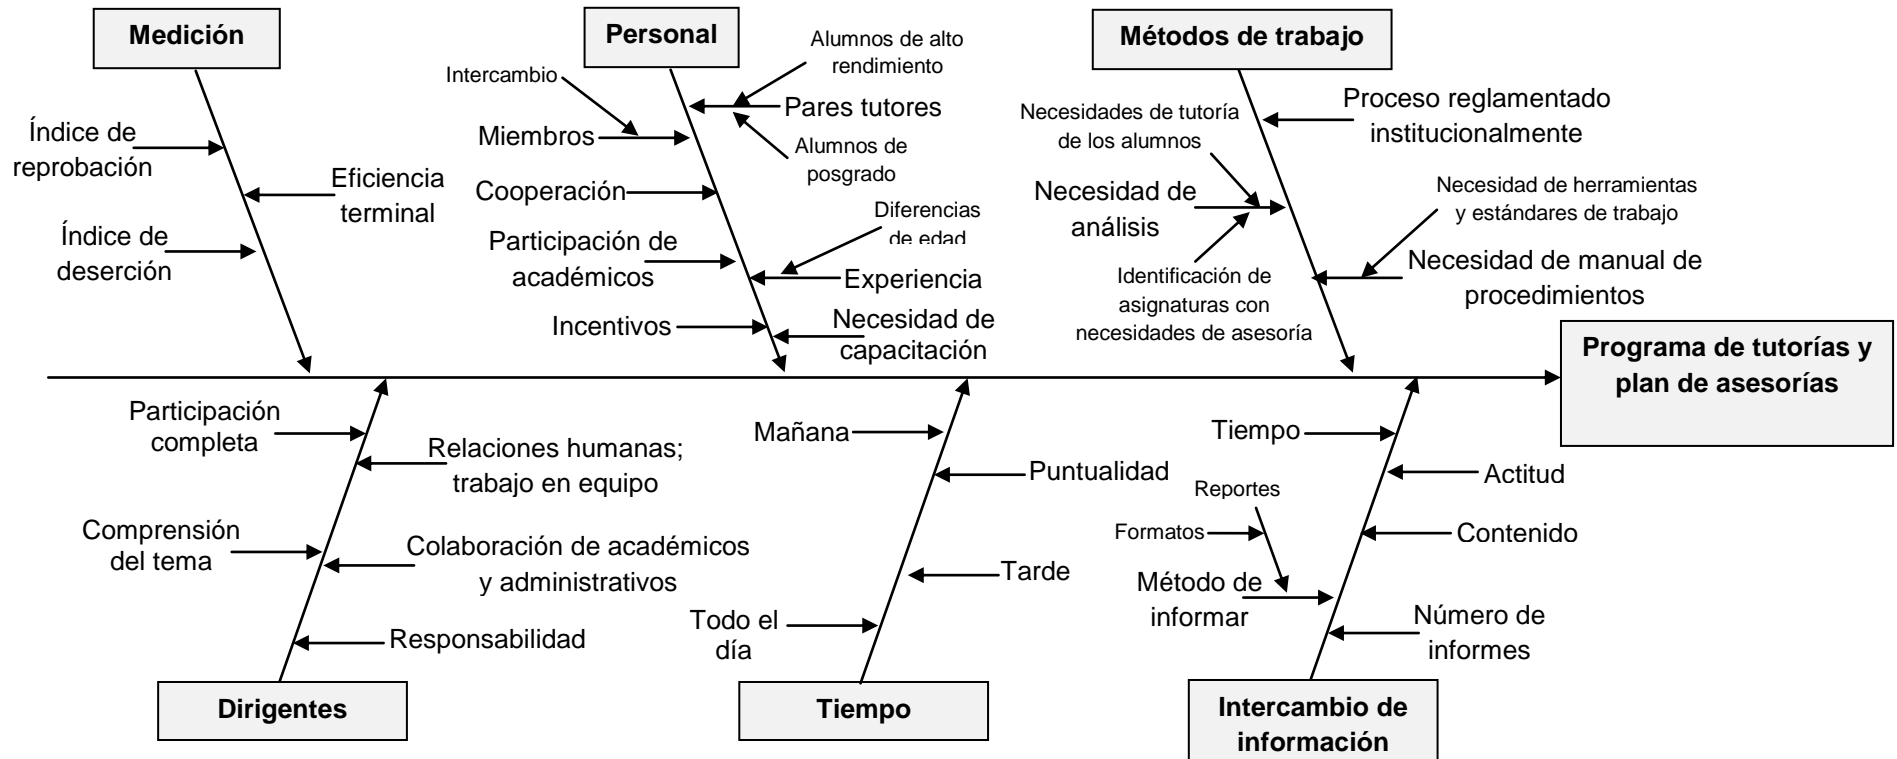 Medición
Índice de
reprobación
Eficiencia
terminal
Índice de
deserción
Personal
Intercambio
Alumnos de alto
rendimiento
Pares tutores
Miembros
Alumnos de
posgrado
Cooperación
Diferencias
de edad
Participación de
académicos
Experiencia
Incentivos
Necesidad de
capacitación
Métodos de trabajo
Proceso reglamentado
institucionalmente
Necesidades de tutoría
de los alumnos
Necesidad de
análisis
Necesidad de herramientas
y estándares de trabajo
Identificación de
asignaturas con
necesidades de asesoría
Necesidad de manual de
procedimientos
Programa de tutorías y
plan de asesorías
Participación
completa
Relaciones humanas;
trabajo en equipo
Comprensión
del tema
Colaboración de académicos
y administrativos
Responsabilidad
Dirigentes
Mañana
Puntualidad
Tarde
Todo el
día
Tiempo
Tiempo
Actitud
Reportes
Formatos
Contenido
Método de
informar
Número de
informes
Intercambio de
información